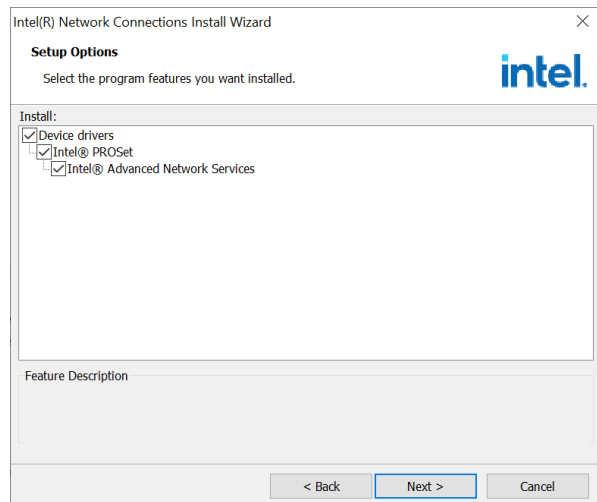 Intel(R) Network Connections Install Wizard
Setup Options
Select the program features you want installed.
intel.
Install:
Device drivers
Intel® PROSet
Intel® Advanced Network Services
Feature Description
< Back
Next >
Cancel